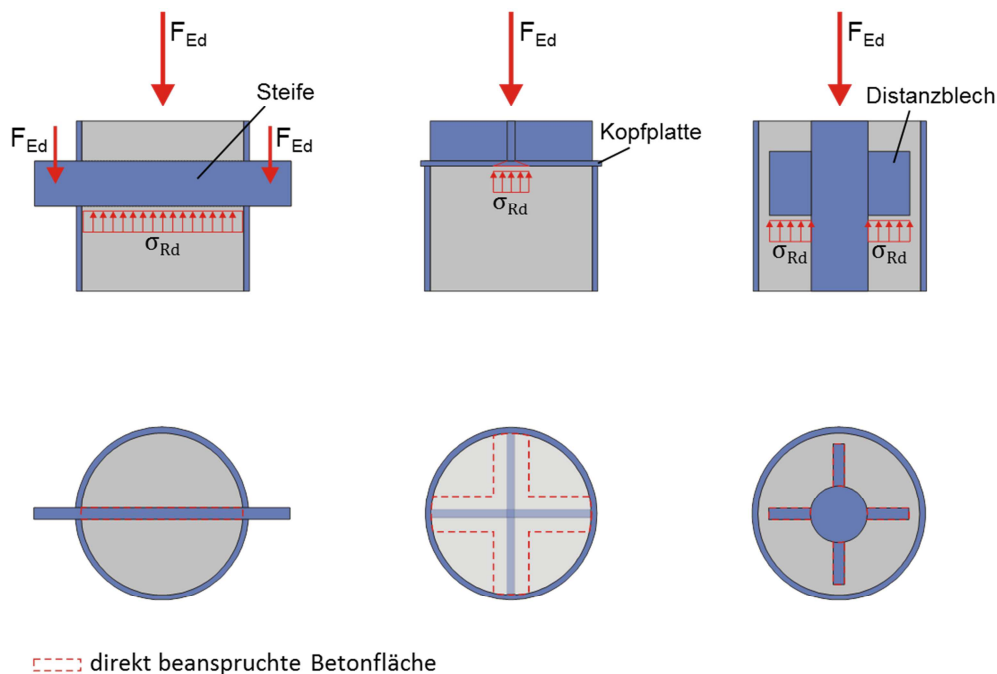 F_Ed
F_Ed
F_Ed
Steife
Distanzblech
F_Ed
F_Ed
Kopfplatte
σ_Rd
σ_Rd
σ_Rd
σ_Rd
direkt beanspruchte Betonfläche